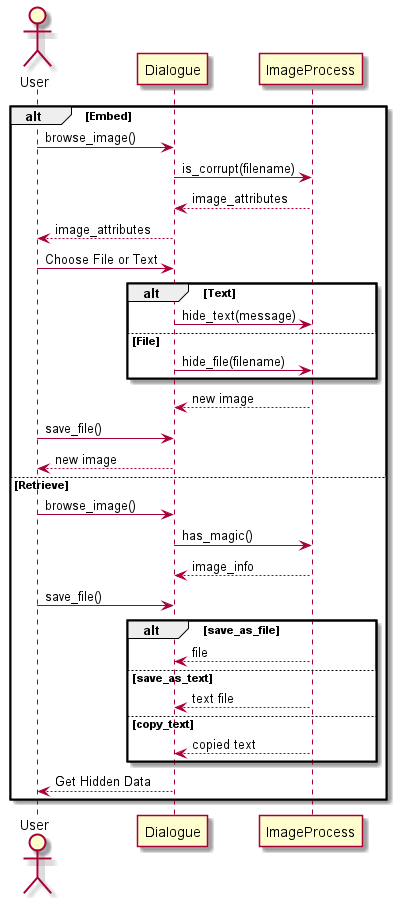 User
Dialogue
ImageProcess
alt [Embed]
browse_image()
is_corrupt(filename)
image_attributes
image_attributes
Choose File or Text
alt [Text]
hide_text(message)
[File]
hide_file(filename)
new image
save_file()
new image
[Retrieve]
browse_image()
has_magic()
image_info
save_file()
alt [save_as_file]
file
[save_as_text]
text file
[copy_text]
copied text
Get Hidden Data
User
Dialogue
ImageProcess